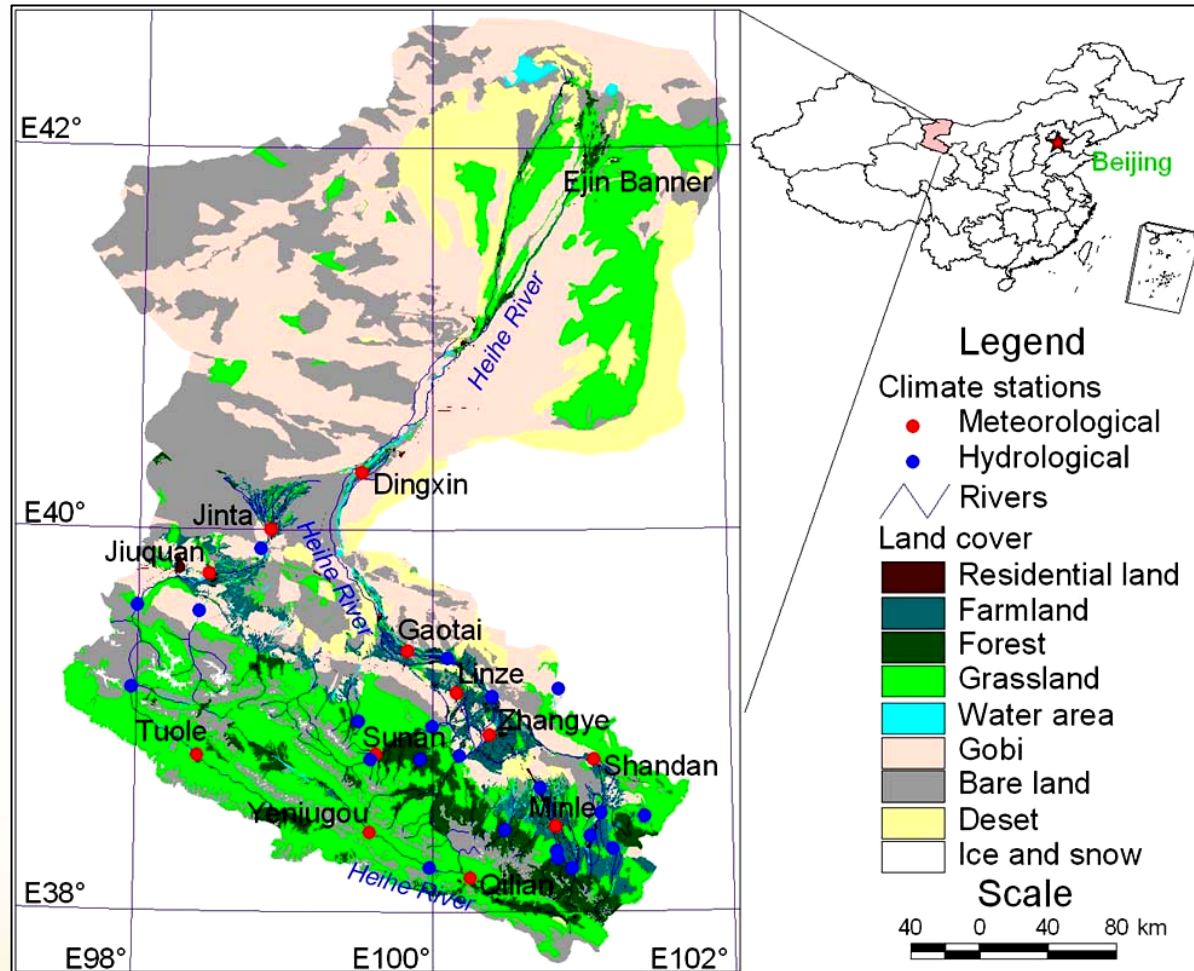 E42°
Ejin Banner
Heihe River
Dingxin
E40°
Jinta
Heihe River
Jiuquan
Gaotai
Linze
Zhangye
Tuole
Sunan
Shandan
Yeniugou
Minle
Qilian
Heihe River
E38°
E98°
E100°
E102°
Beijing
Legend
Climate stations
Meteorological
Hydrological
Rivers
Land cover
Residential land
Farmland
Forest
Grassland
Water area
Gobi
Bare land
Deset
Ice and snow
Scale
40 0 40 80 km